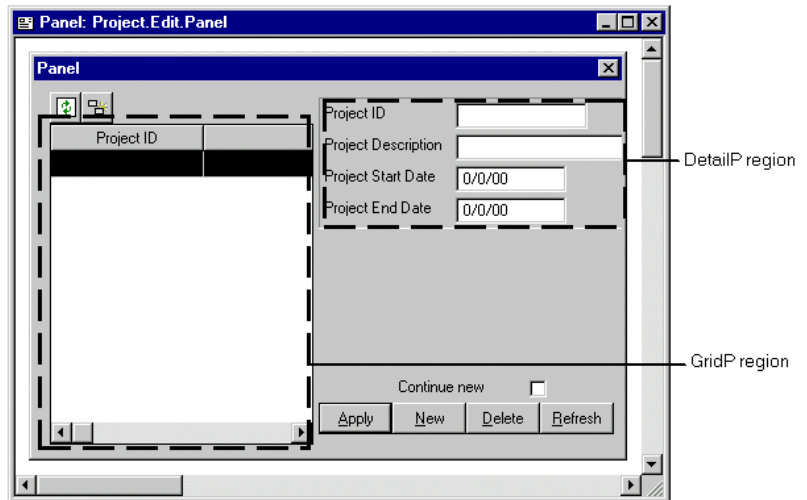 Panel: Project.Edit.Panel
Panel
Project ID
Project ID
Project Description
Project Start Date 0/0/00
Project End Date 0/0/00
DetailP region
GridP region
Continue new
Apply New Delete Refresh